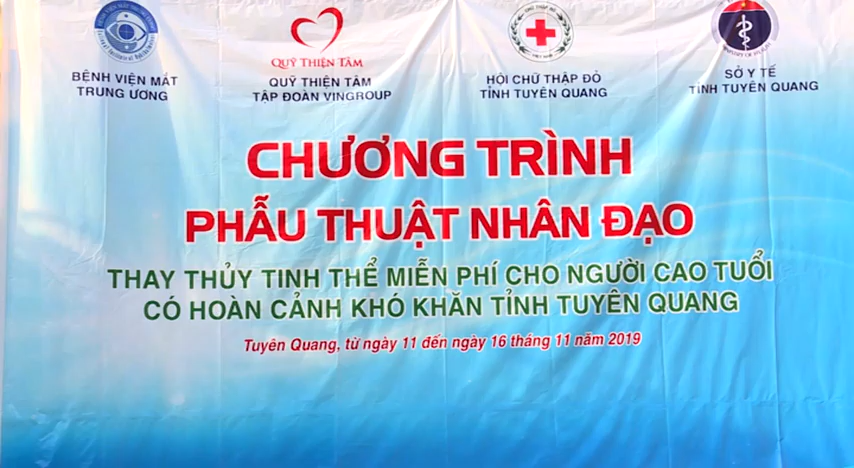 QUỸ THIỆN TÂM
BỆNH VIỆN MẮT
TRUNG ƯƠNG
QUỸ THIỆN TÂM
TẬP ĐOÀN VINGROUP
HỘI CHỮ THẬP ĐỎ
TỈNH TUYÊN QUANG
SỞ Y TẾ
TỈNH TUYÊN QUANG
CHƯƠNG TRÌNH
PHẪU THUẬT NHÂN ĐẠO
THAY THỦY TINH THỂ MIỄN PHÍ CHO NGƯỜI CAO TUỔI
CÓ HOÀN CẢNH KHÓ KHĂN TỈNH TUYÊN QUANG
Tuyên Quang, từ ngày 11 đến ngày 16 tháng 11 năm 2019